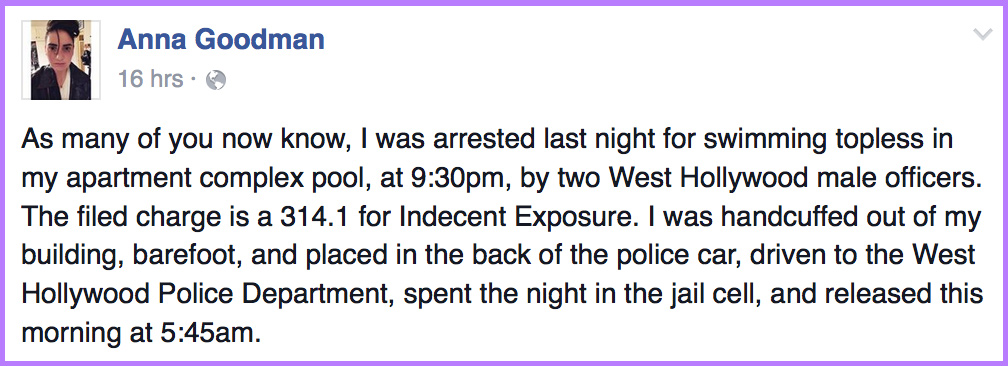 Anna Goodman
16 hrs ·
As many of you now know, I was arrested last night for swimming topless in
my apartment complex pool, at 9:30pm, by two West Hollywood male officers.
The filed charge is a 314.1 for Indecent Exposure. I was handcuffed out of my
building, barefoot, and placed in the back of the police car, driven to the West
Hollywood Police Department, spent the night in the jail cell, and released this
morning at 5:45am.